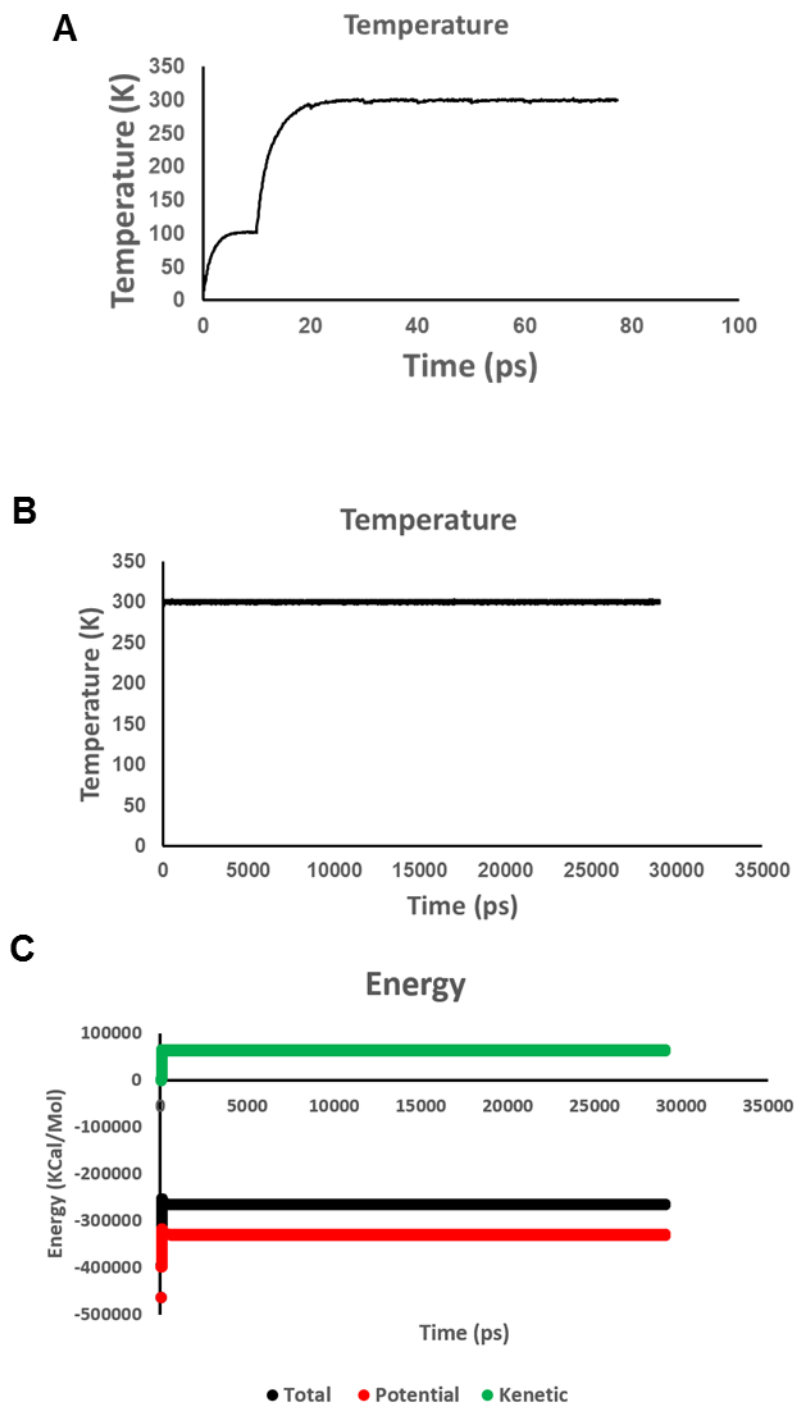 A
Temperature
Temperature (K)
350
300
250
200
150
100
50
0
0 20 40 60 80 100
Time (ps)
B
Temperature
Temperature (K)
350
300
250
200
150
100
50
0
0 5000 10000 15000 20000 25000 30000 35000
Time (ps)
C
Energy
Energy (KCal/Mol)
100000
0
0 5000 10000 15000 20000 25000 30000 35000
-100000
-200000
-300000
-400000
-500000
Time (ps)
Total Potential Kenetic